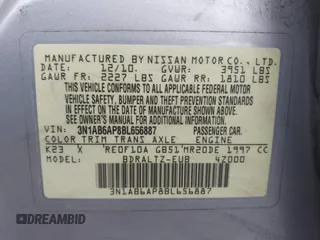 MANUFACTURED BY NISSAN MOTOR CO., LTD.
DATE: 12/10. GVWR: 3951 LBS
GAWR FR: 2227 LBS GAWR RR: 1810 LBS
THIS VEHICLE CONFORMS TO ALL APPLICABLE
FEDERAL MOTOR VEHICLE SAFETY, BUMPER, AND
THEFT PREVENTION STANDARDS IN EFFECT ON
THE DATE OF MANUFACTURE SHOWN ABOVE.
SEE OWNER'S MANUAL FOR ADDITIONAL INFORMATION.
VIN: 3N1AB6AP8BL656887 PASSENGER CAR.
COLOR TRIM TRANS AXLE ENGINE
K23 X RE0F10A GB51 MR20DE 1997 CC
MODEL: BDRALTZ-EUB 4Z000
3N1AB6AP8BL656887
DREAMBID